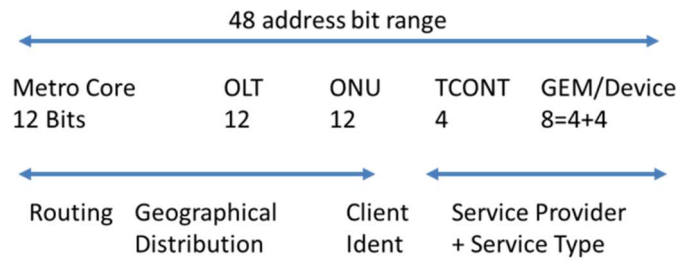 48 address bit range
Metro Core OLT ONU TCONT GEM/Device
12 Bits 12 12 4 8=4+4
Routing Geographical Client Service Provider
Distribution Ident + Service Type